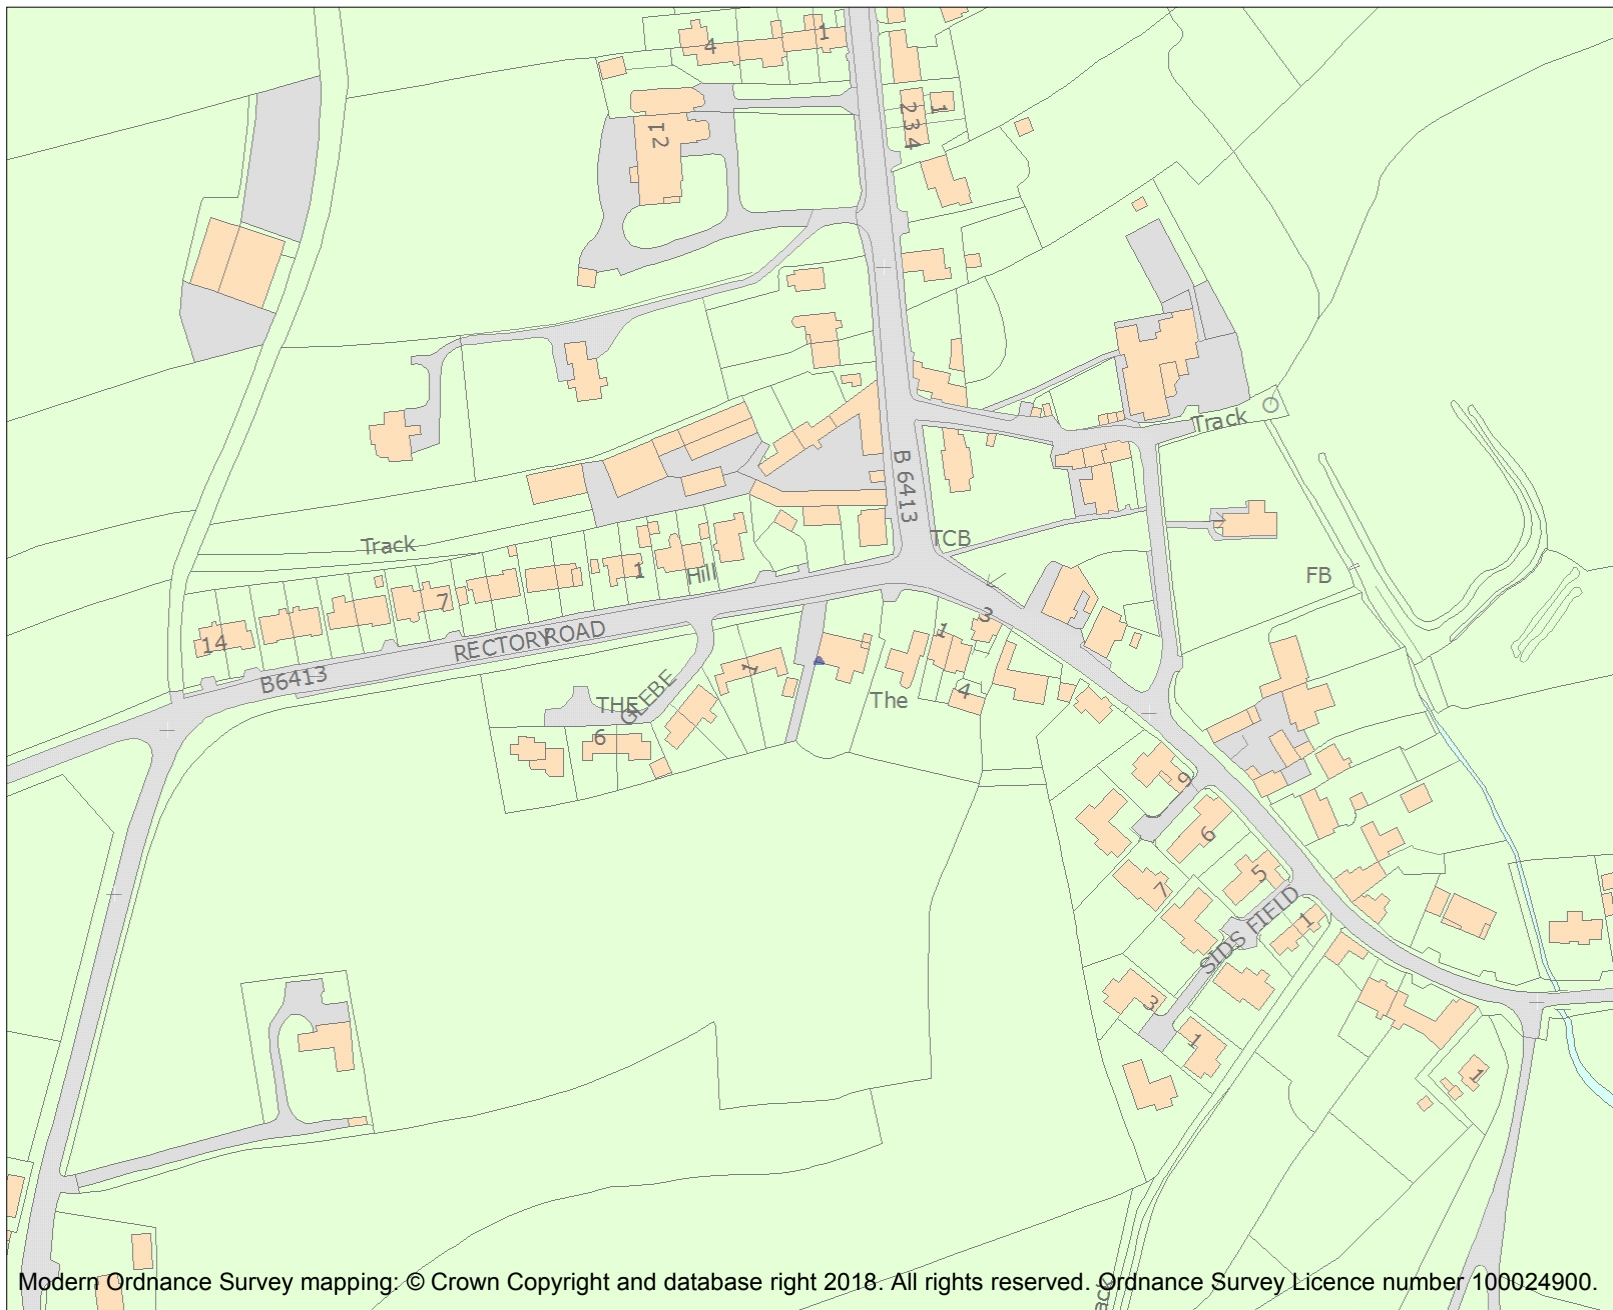 4
1
1
2 3 4
1 2
Track
B 6413
TCB
Track
FB
1
Hill
7
14
3
1
RECTORY ROAD
B6413
1
4
THE
GLEBE
The
6
9
6
5
7
1
SIDS FIELD
3
1
1
Modern Ordnance Survey mapping: © Crown Copyright and database right 2018. All rights reserved. Ordnance Survey Licence number 100024900.